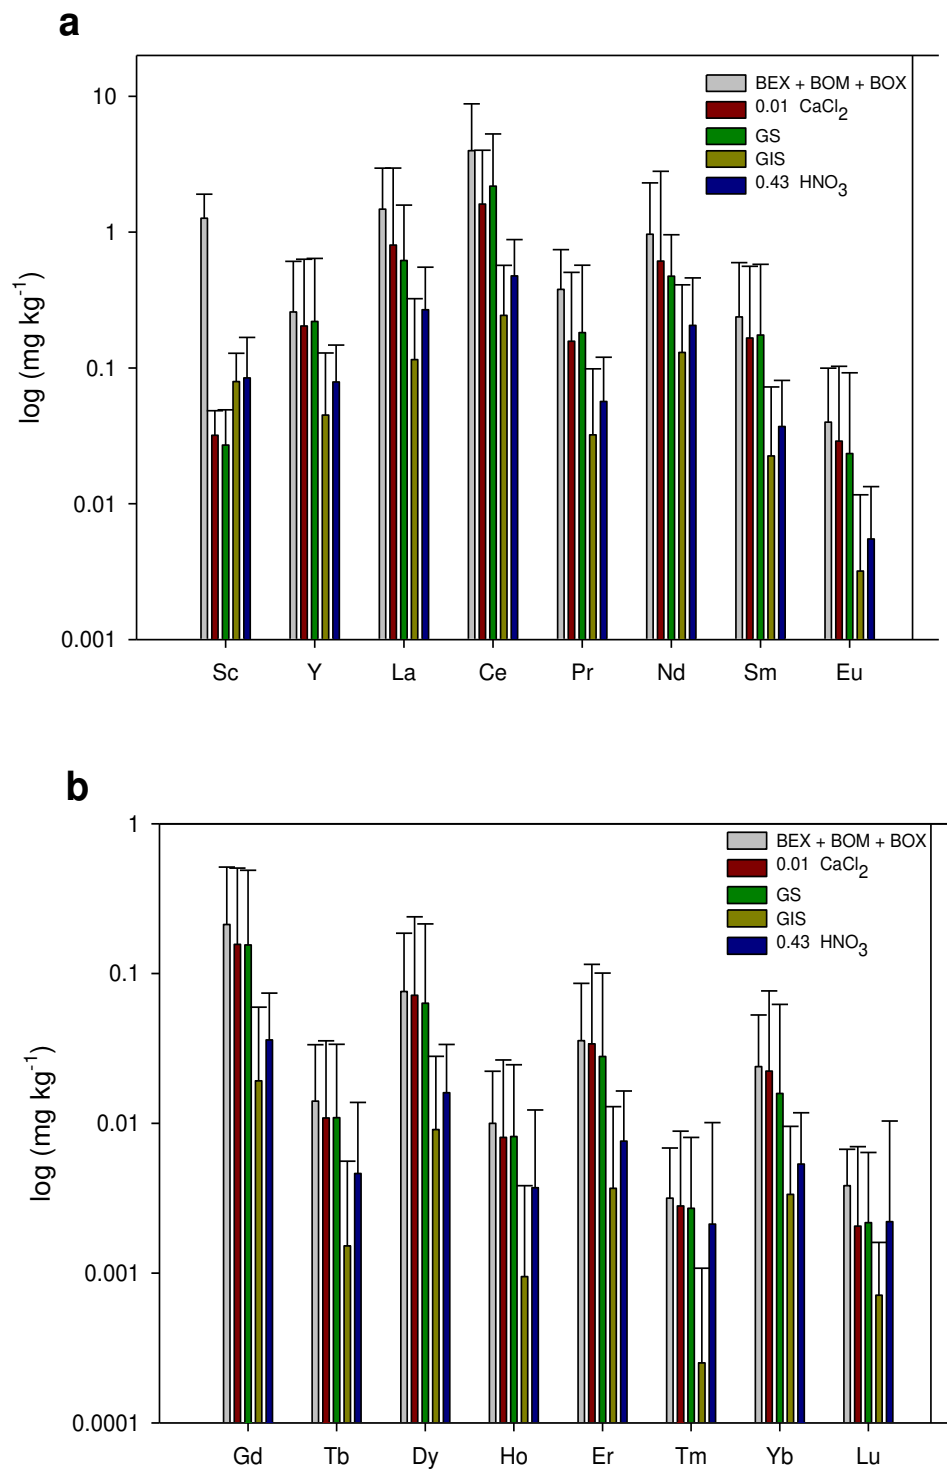 a
10
1
0.1
0.01
0.001
log (mg kg⁻¹)
BEX + BOM + BOX
0.01 CaCl₂
GS
GIS
0.43 HNO₃
Sc Y La Ce Pr Nd Sm Eu
b
1
0.1
0.01
0.001
0.0001
log (mg kg⁻¹)
BEX + BOM + BOX
0.01 CaCl₂
GS
GIS
0.43 HNO₃
Gd Tb Dy Ho Er Tm Yb Lu